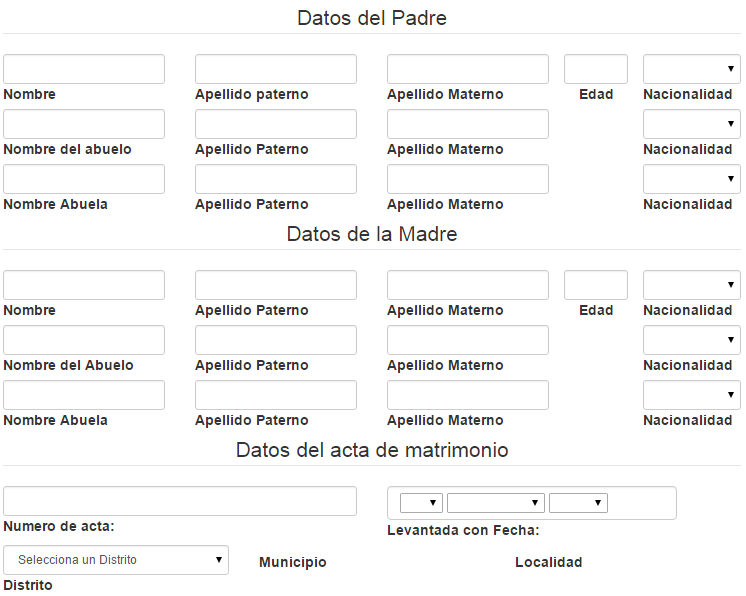 Datos del Padre
Nombre Apellido paterno Apellido Materno Edad Nacionalidad
Nombre del abuelo Apellido Paterno Apellido Materno Nacionalidad
Nombre Abuela Apellido Paterno Apellido Materno Nacionalidad
Datos de la Madre
Nombre Apellido Paterno Apellido Materno Edad Nacionalidad
Nombre del Abuelo Apellido Paterno Apellido Materno Nacionalidad
Nombre Abuela Apellido Paterno Apellido Materno Nacionalidad
Datos del acta de matrimonio
Numero de acta: Levantada con Fecha:
Selecciona un Distrito Municipio Localidad
Distrito